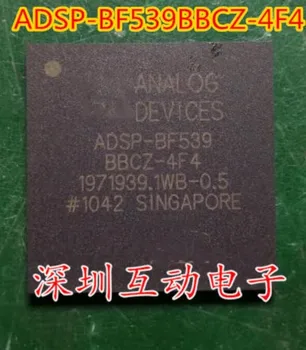 ADSP-BF539BBCZ-4F4
ANALOG
DEVICES
ADSP-BF539
BBCZ-4F4
1971939.1WB-0.5
#1042 SINGAPORE
深圳互动电子